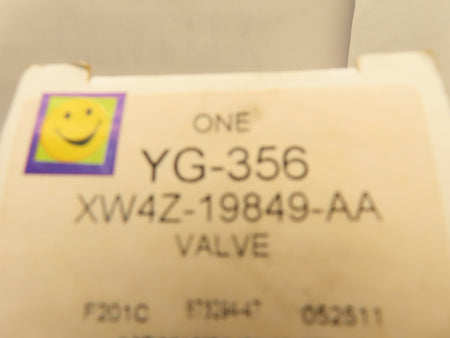 ONE
YG-356
XW4Z-19849-AA
VALVE
F201C 052511